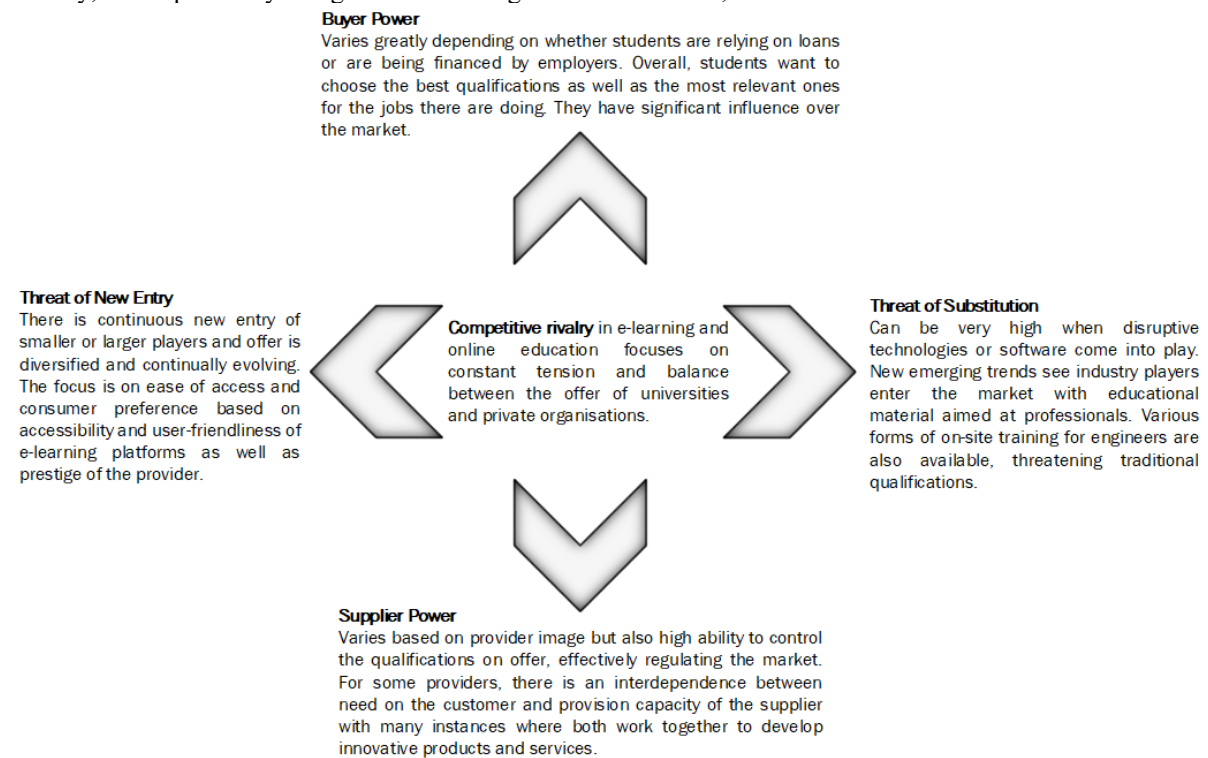 Buyer Power
Varies greatly depending on whether students are relying on loans
or are being financed by employers. Overall, students want to
choose the best qualifications as well as the most relevant ones
for the jobs there are doing. They have significant influence over
the market.
Threat of New Entry
There is continuous new entry of
smaller or larger players and offer is
diversified and continually evolving.
The focus is on ease of access and
consumer preference based on
accessibility and user-friendliness of
e-learning platforms as well as
prestige of the provider.
Competitive rivalry in e-learning and
online education focuses on
constant tension and balance
between the offer of universities
and private organisations.
Threat of Substitution
Can be very high when disruptive
technologies or software come into play.
New emerging trends see industry players
enter the market with educational
material aimed at professionals. Various
forms of on-site training for engineers are
also available, threatening traditional
qualifications.
Supplier Power
Varies based on provider image but also high ability to control
the qualifications on offer, effectively regulating the market.
For some providers, there is an interdependence between
need on the customer and provision capacity of the supplier
with many instances where both work together to develop
innovative products and services.